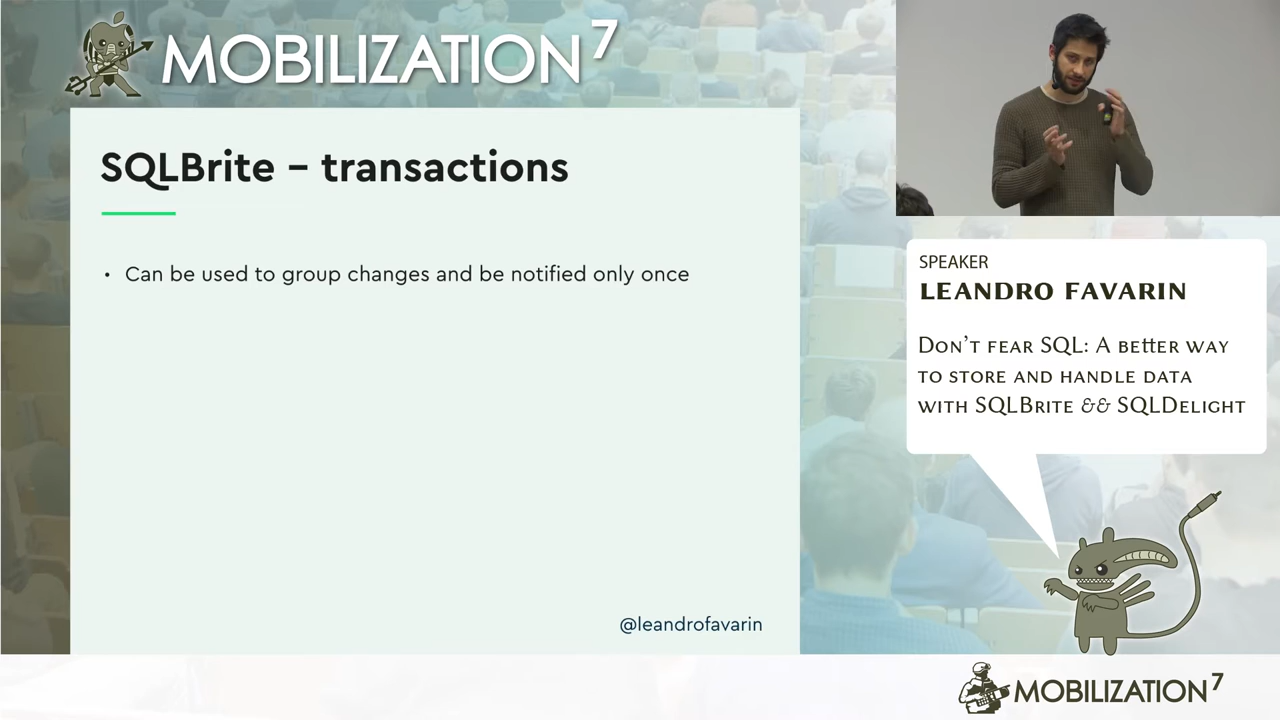 MOBILIZATION 7
SQLBrite – transactions
• Can be used to group changes and be notified only once
@leandrofavarin
SPEAKER
LEANDRO FAVARIN
Don't fear SQL: A better way
to store and handle data
with SQLBrite && SQLDelight
MOBILIZATION 7